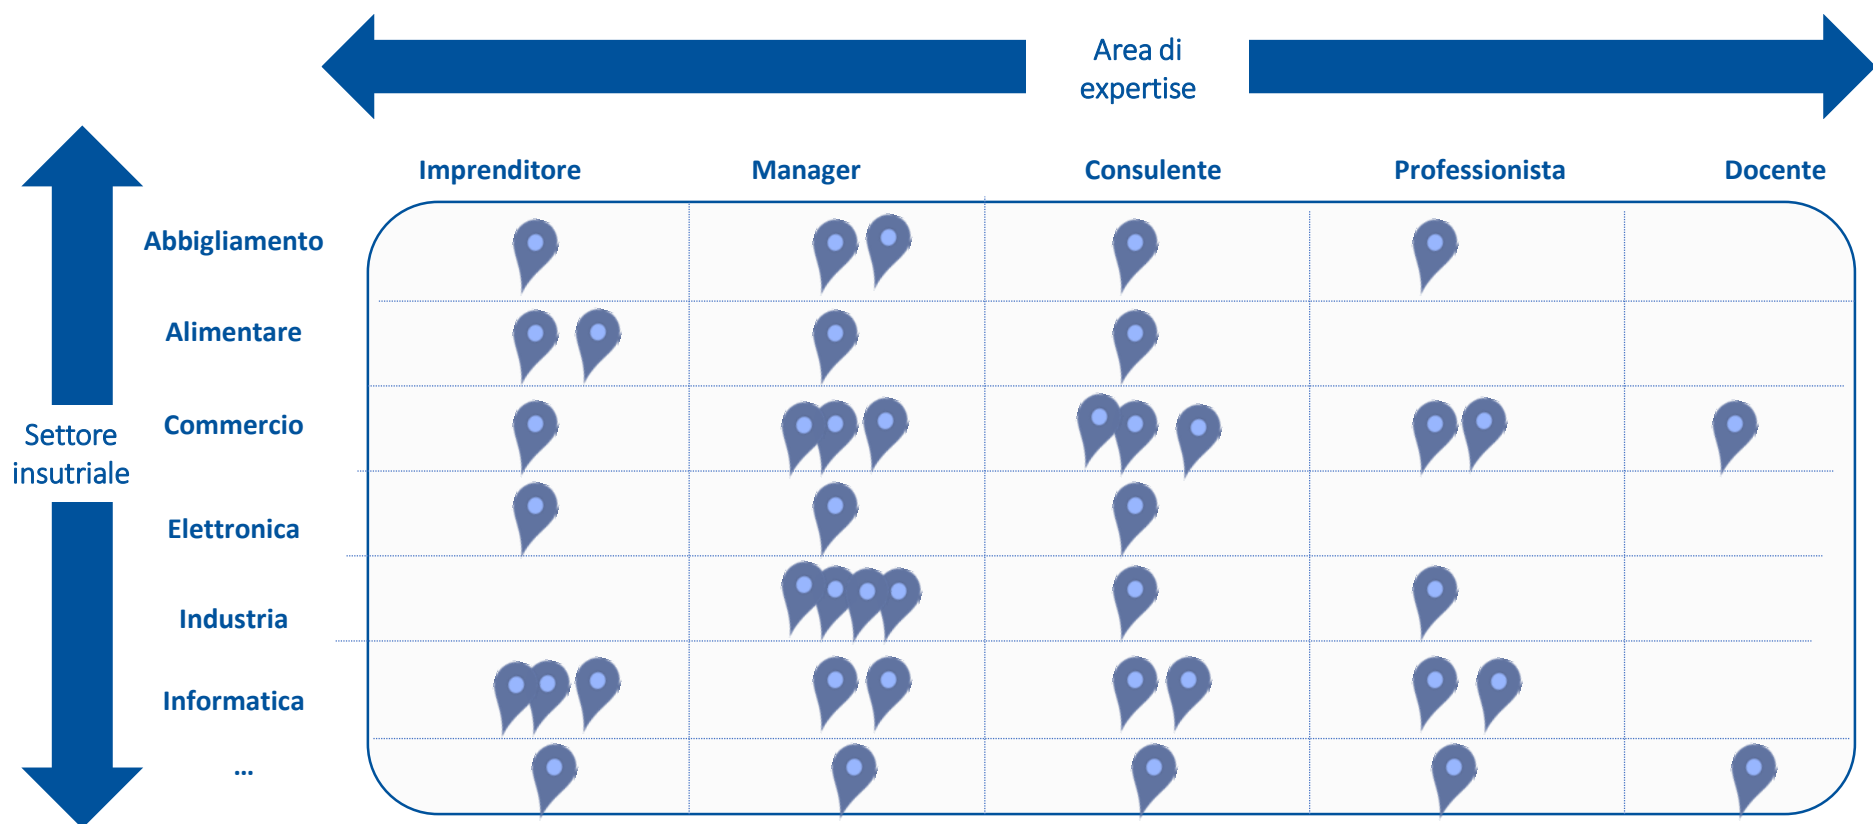 Area di
expertise
Imprenditore Manager Consulente Professionista Docente
Abbigliamento
Alimentare
Commercio
Settore
insutriale
Elettronica
Industria
Informatica
...